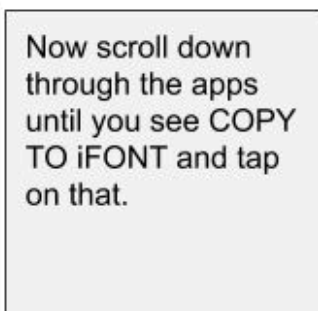 Now scroll down
through the apps
until you see COPY
TO iFONT and tap
on that.